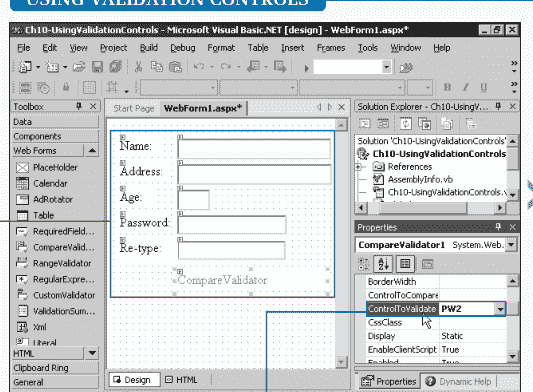 USING VALIDATION CONTROLS
Ch10-UsingValidationControls - Microsoft Visual Basic.NET [design] - WebForm1.aspx*
File Edit View Project Build Debug Format Table Insert Frames Tools Window Help
B I U
Toolbox
Data
Components
Web Forms
PlaceHolder
Calendar
AdRotator
Table
RequiredField...
CompareValid...
RangeValidator
RegularExpre...
CustomValidator
ValidationSum...
Xml
Literal
HTML
Clipboard Ring
General
Start Page WebForm1.aspx*
Name:
Address:
Age:
Password:
Re-type:
CompareValidator
Design HTML
Solution Explorer - Ch10-UsingV...
Solution 'Ch10-UsingValidationControls'
Ch10-UsingValidationControls
References
AssemblyInfo.vb
Ch10-UsingValidationControls.v
Properties
CompareValidator1 System.Web.
BorderWidth
ControlToCompare
ControlToValidate PW2
CssClass
Display Static
EnableClientScript True
Enabled True
Properties Dynamic Help